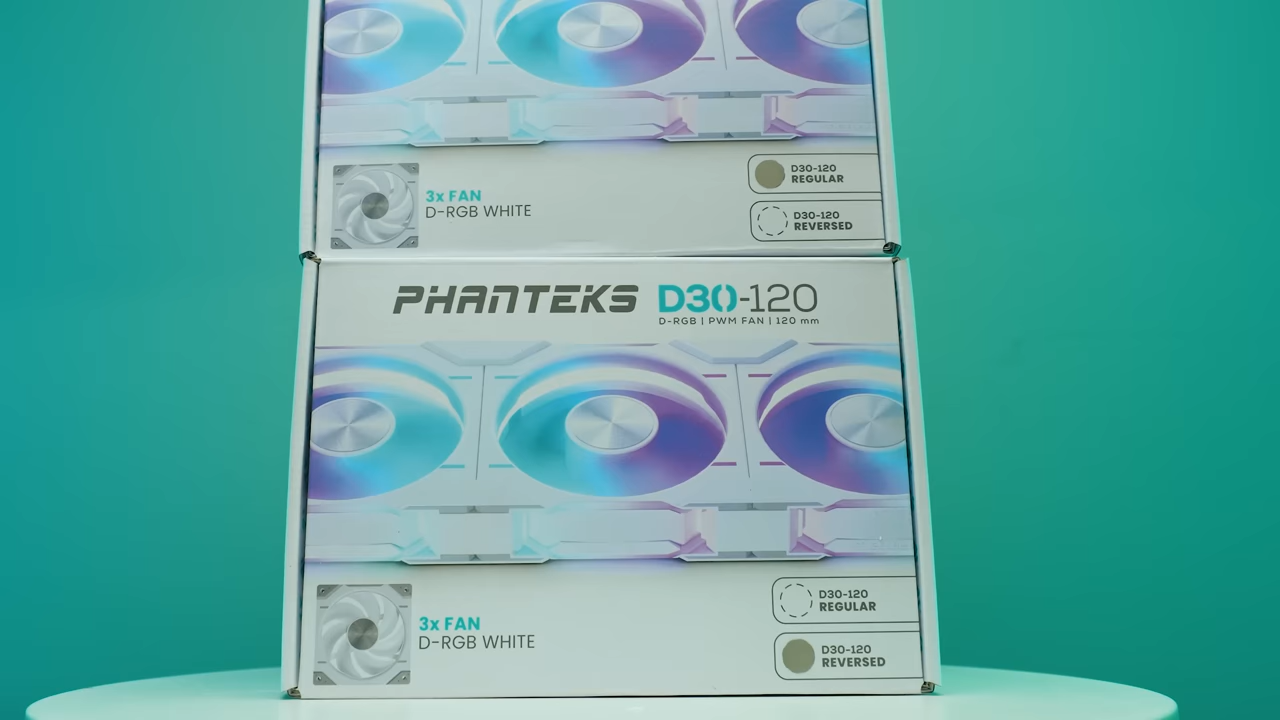 3x FAN
D-RGB WHITE
D30-120
REGULAR
D30-120
REVERSED
PHANTEKS D30-120
D-RGB | PWM FAN | 120 mm
3x FAN
D-RGB WHITE
D30-120
REGULAR
D30-120
REVERSED